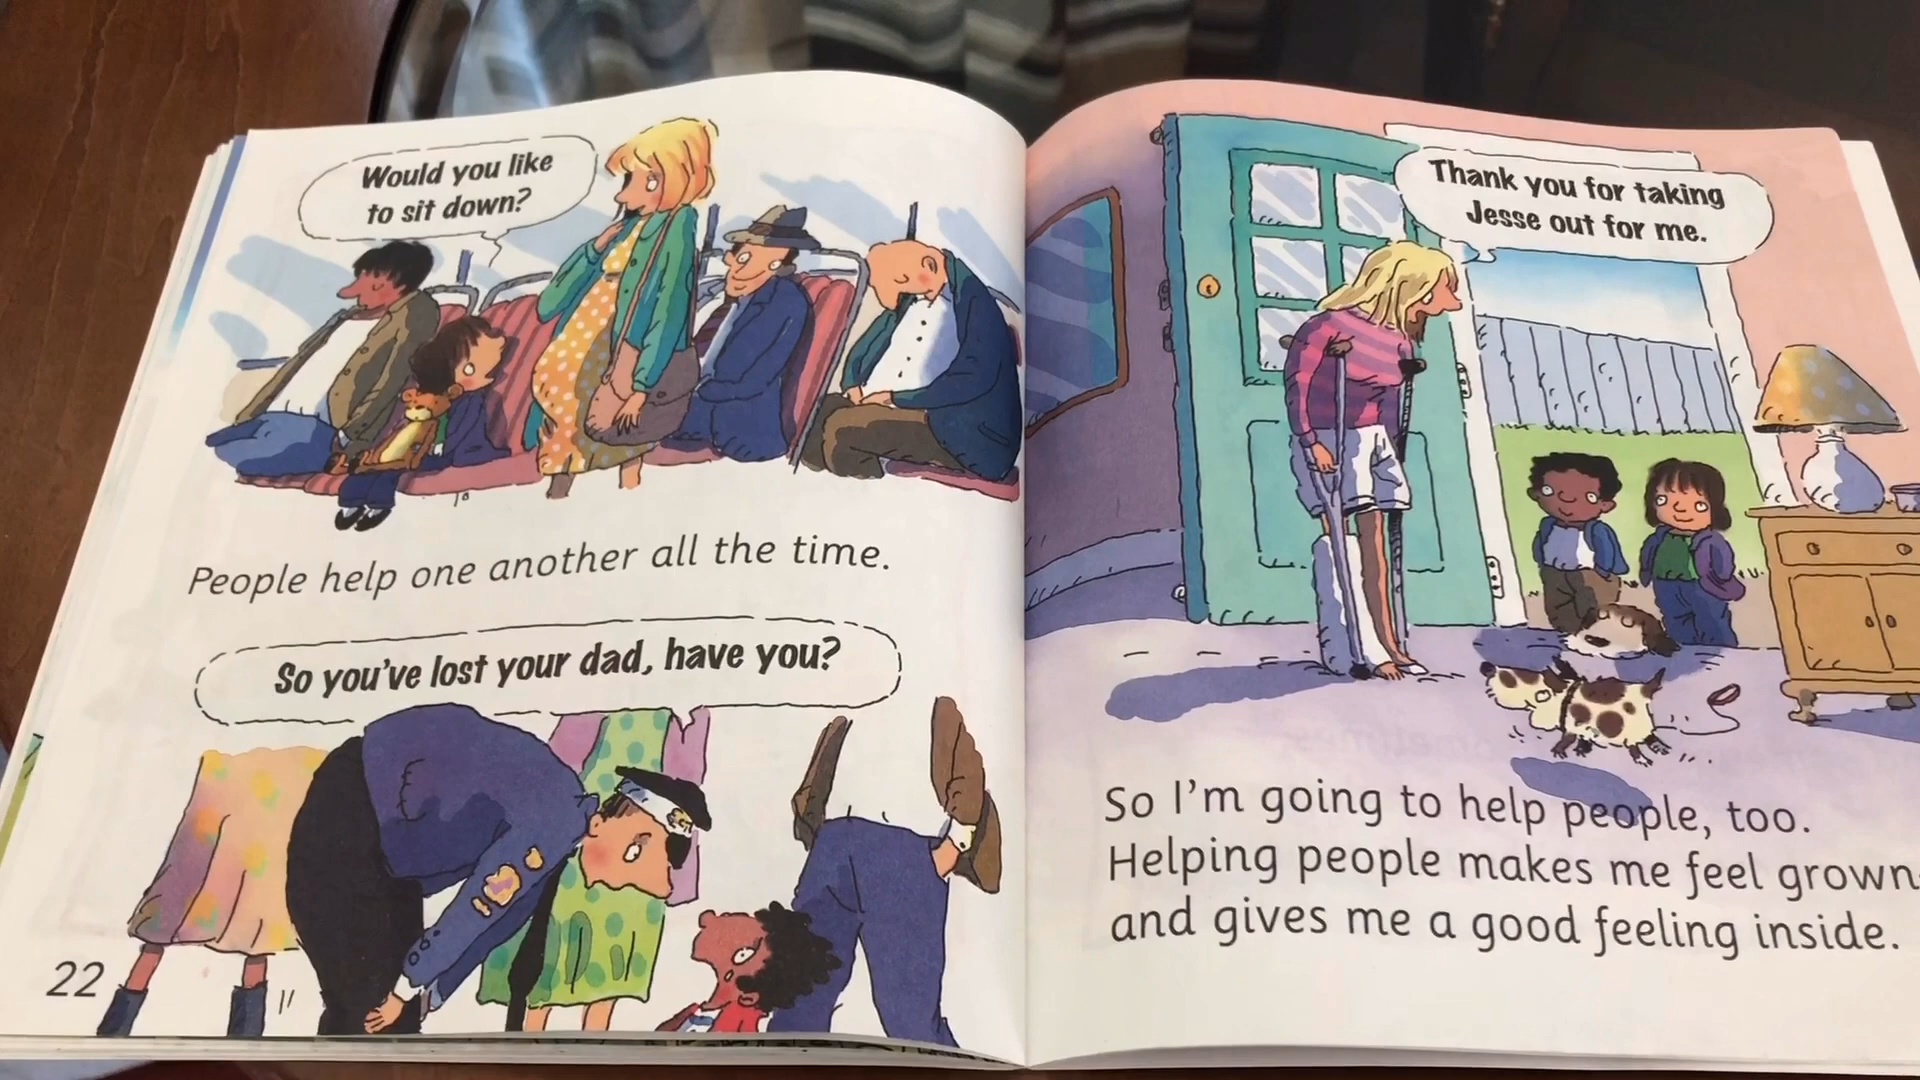 Would you like
to sit down?
People help one another all the time.
So you've lost your dad, have you?
22
Thank you for taking
Jesse out for me.
So I'm going to help people, too.
Helping people makes me feel grown
and gives me a good feeling inside.